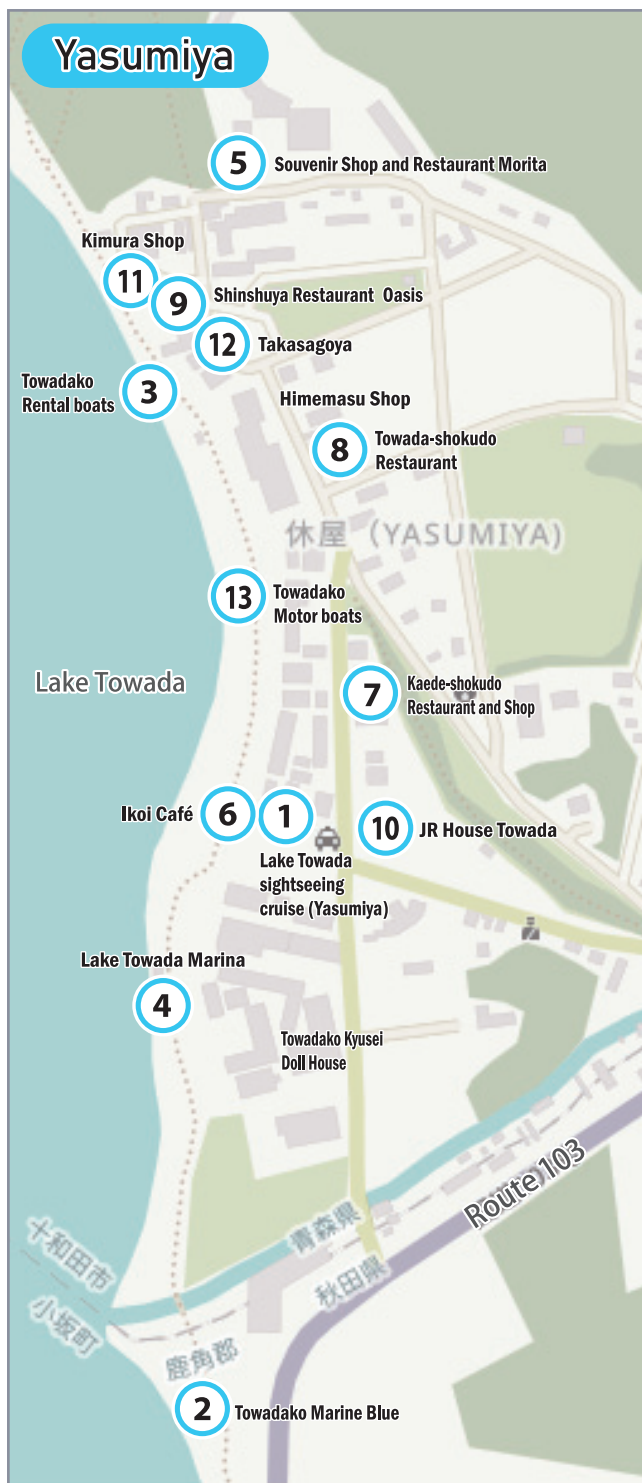 Yasumiya
5
Souvenir Shop and Restaurant Morita
Kimura Shop
11
9
Shinshuya Restaurant Oasis
12
Takasagoya
Towadako
Rental boats
3
Himemasu Shop
8
Towada-shokudo
Restaurant
休屋 (YASUMIYA)
13
Towadako
Motor boats
Lake Towada
7
Kaede-shokudo
Restaurant and Shop
Ikoi Café
6
1
10
JR House Towada
Lake Towada
sightseeing
cruise (Yasumiya)
Lake Towada Marina
4
Towadako Kyusei
Doll House
Route 103
青森県
秋田県
十和田市
小坂町
鹿角郡
2
Towadako Marine Blue